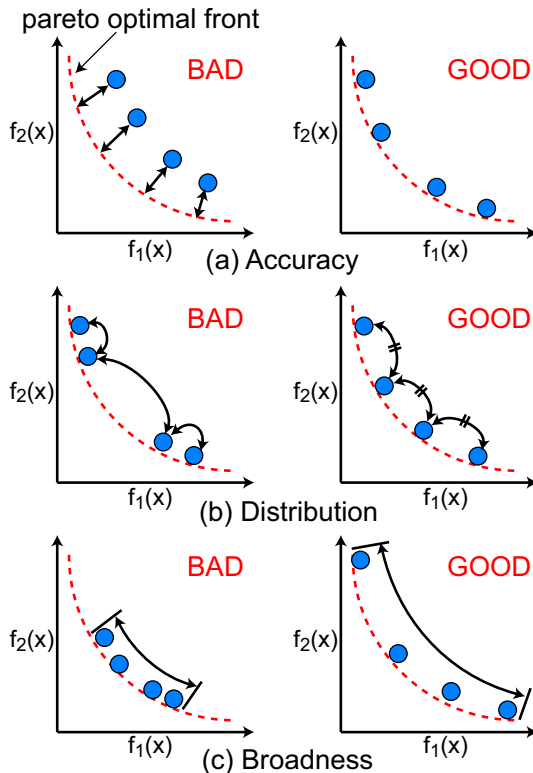 pareto optimal front
BAD
GOOD
f2(x)
f2(x)
f1(x)
f1(x)
(a) Accuracy
BAD
GOOD
f2(x)
f2(x)
f1(x)
f1(x)
(b) Distribution
BAD
GOOD
f2(x)
f2(x)
f1(x)
f1(x)
(c) Broadness